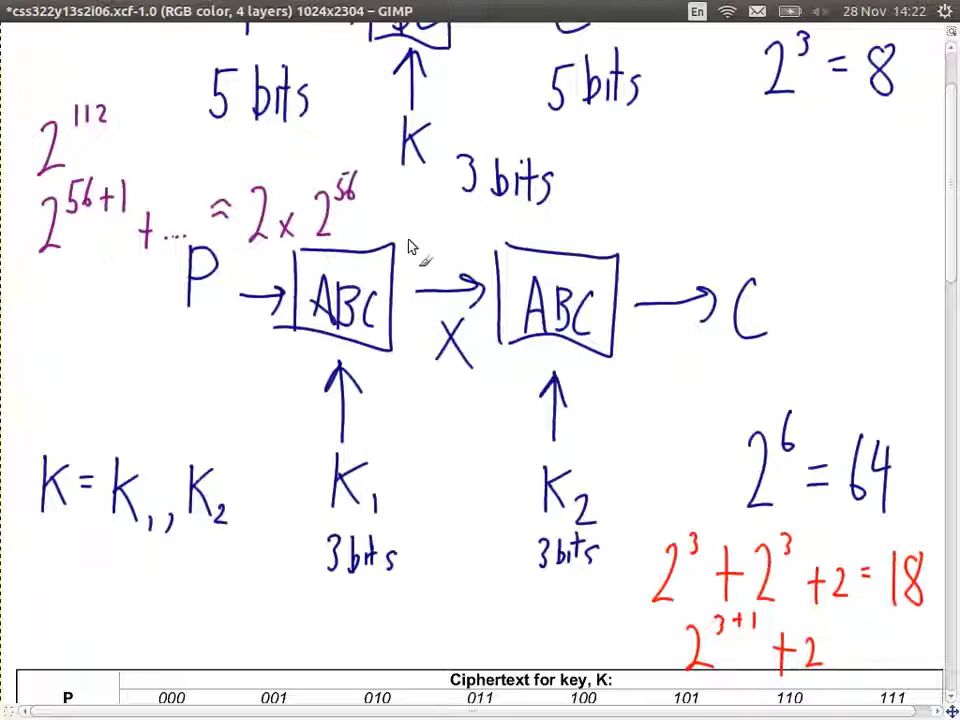 *css322y13s2i06.xcf-1.0 (RGB color, 4 layers) 1024x2304 – GIMP
En
28 Nov 14:22
2³ = 8
5 bits
5 bits
2¹¹²
K
3 bits
2⁵⁶⁺¹ + ... ≈ 2 x 2⁵⁶
P → ABC → ABC → C
X
2⁶ = 64
K = K₁, K₂
K₁
K₂
3 bits
3 bits
2³ + 2³ + 2 = 18
2³⁺¹ + 2
Ciphertext for key, K:
P
000 001 010 011 100 101 110 111